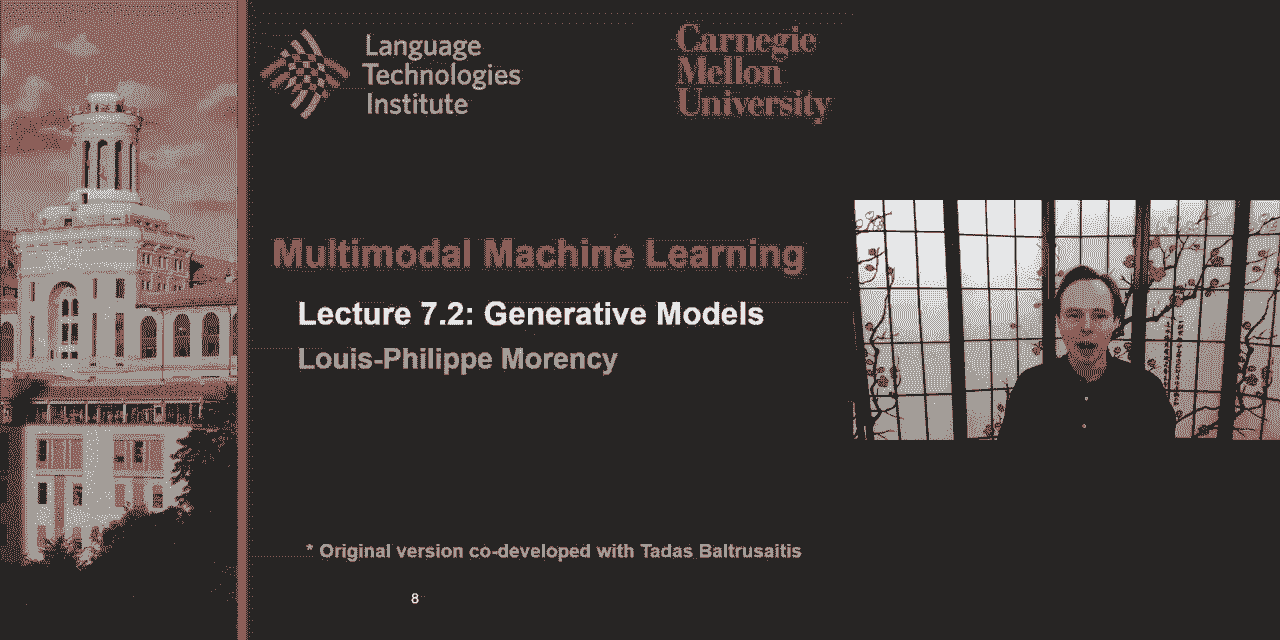 Language
Technologies
Institute
Carnegie
Mellon
University
Multimodal Machine Learning
Lecture 7.2: Generative Models
Louis-Philippe Morency
* Original version co-developed with Tadas Baltrusaitis
8